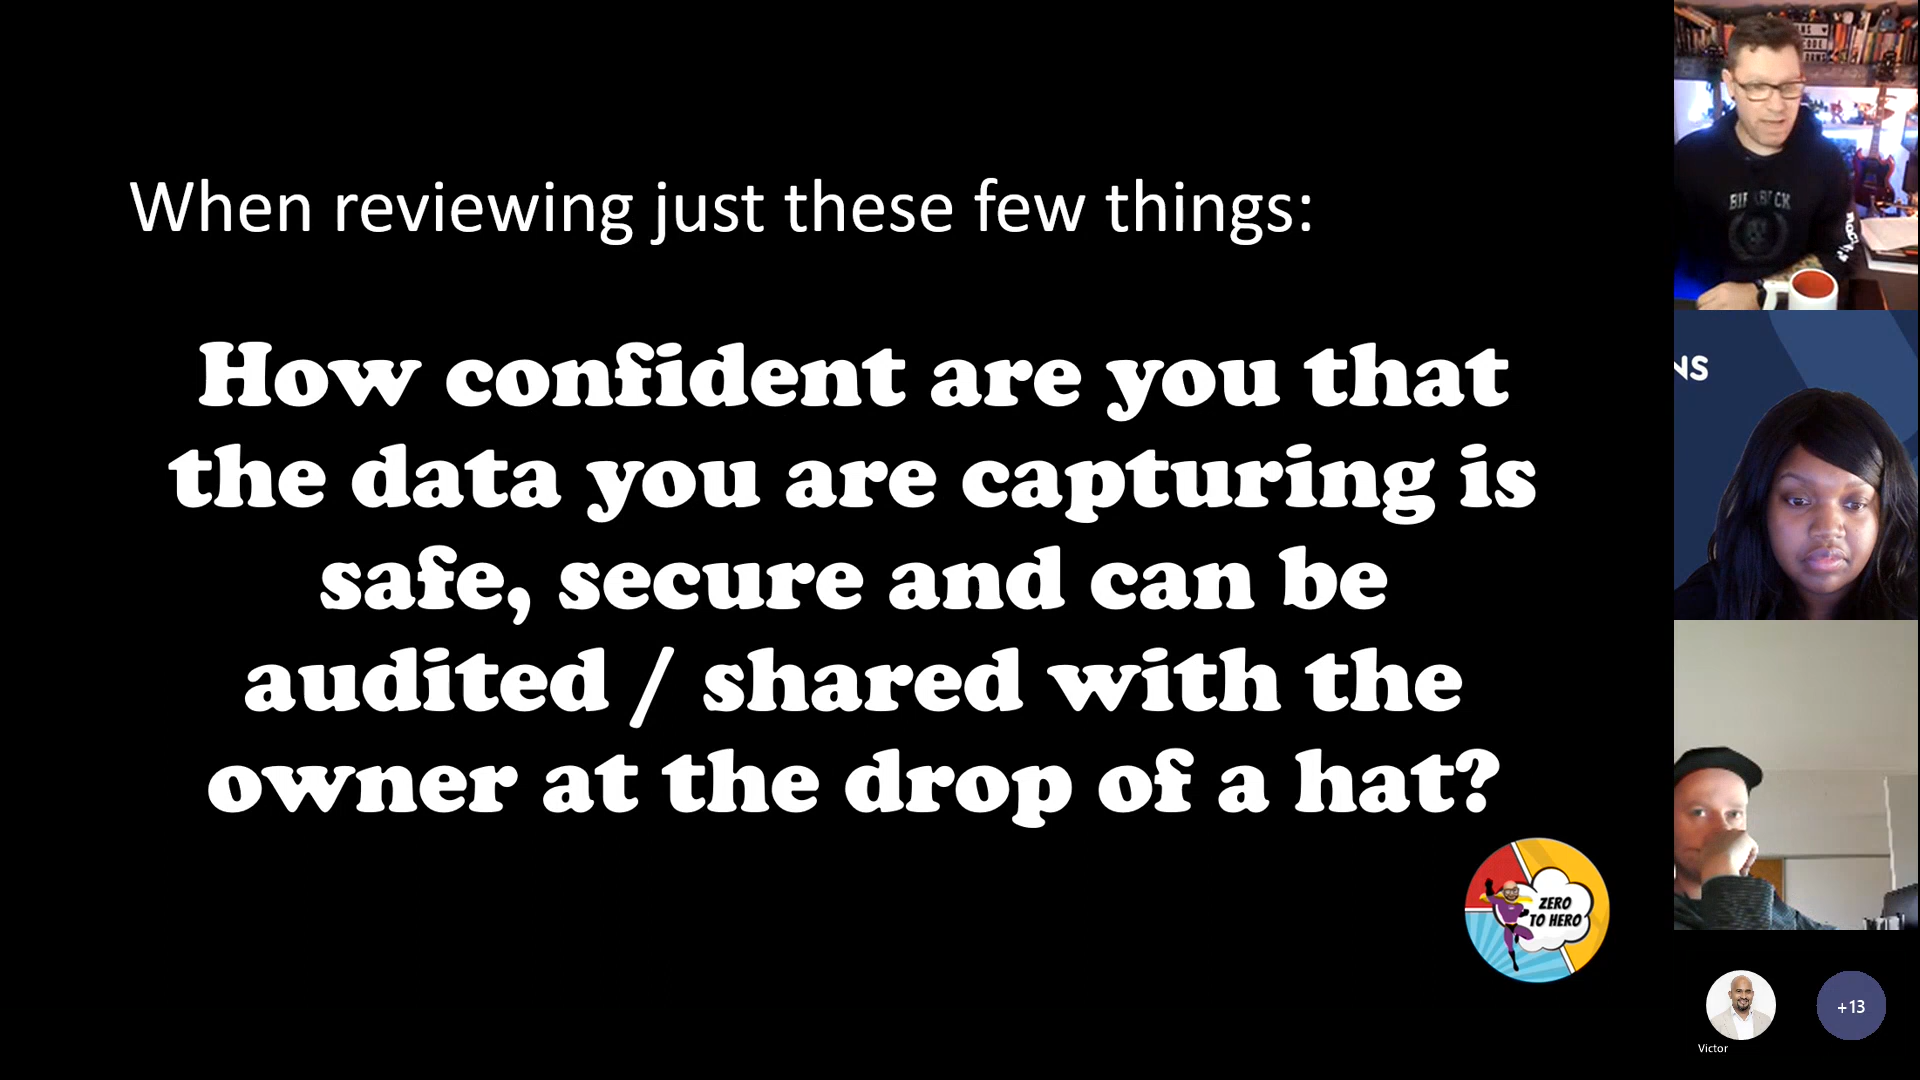 When reviewing just these few things:
How confident are you that
the data you are capturing is
safe, secure and can be
audited / shared with the
owner at the drop of a hat?
ZERO
TO HERO
NS
Victor
+13